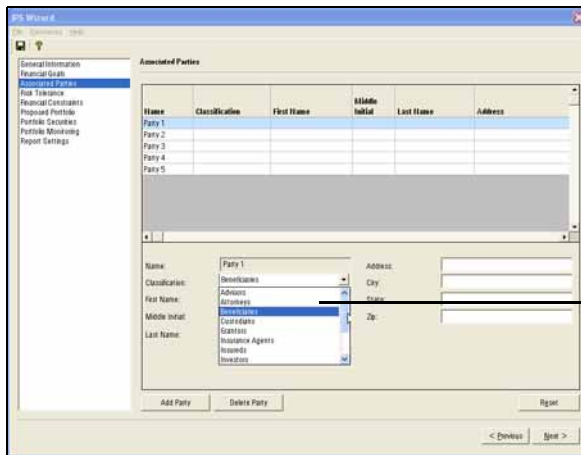 IPS Wizard
File Elements Help
General Information
Financial Goals
Associated Parties
Risk Tolerance
Financial Constraints
Proposed Portfolio
Portfolio Securities
Portfolio Monitoring
Report Settings
Associated Parties
Name Classification First Name Middle Initial Last Name Address
Party 1
Party 2
Party 3
Party 4
Party 5
Name: Party 1
Classification: Beneficiaries
Advisors
Attorneys
Beneficiaries
Custodians
Grantors
Insurance Agents
Insureds
Investors
First Name:
Middle Initial:
Last Name:
Address:
City:
State:
Zip:
Add Party Delete Party Reset
< Previous Next >